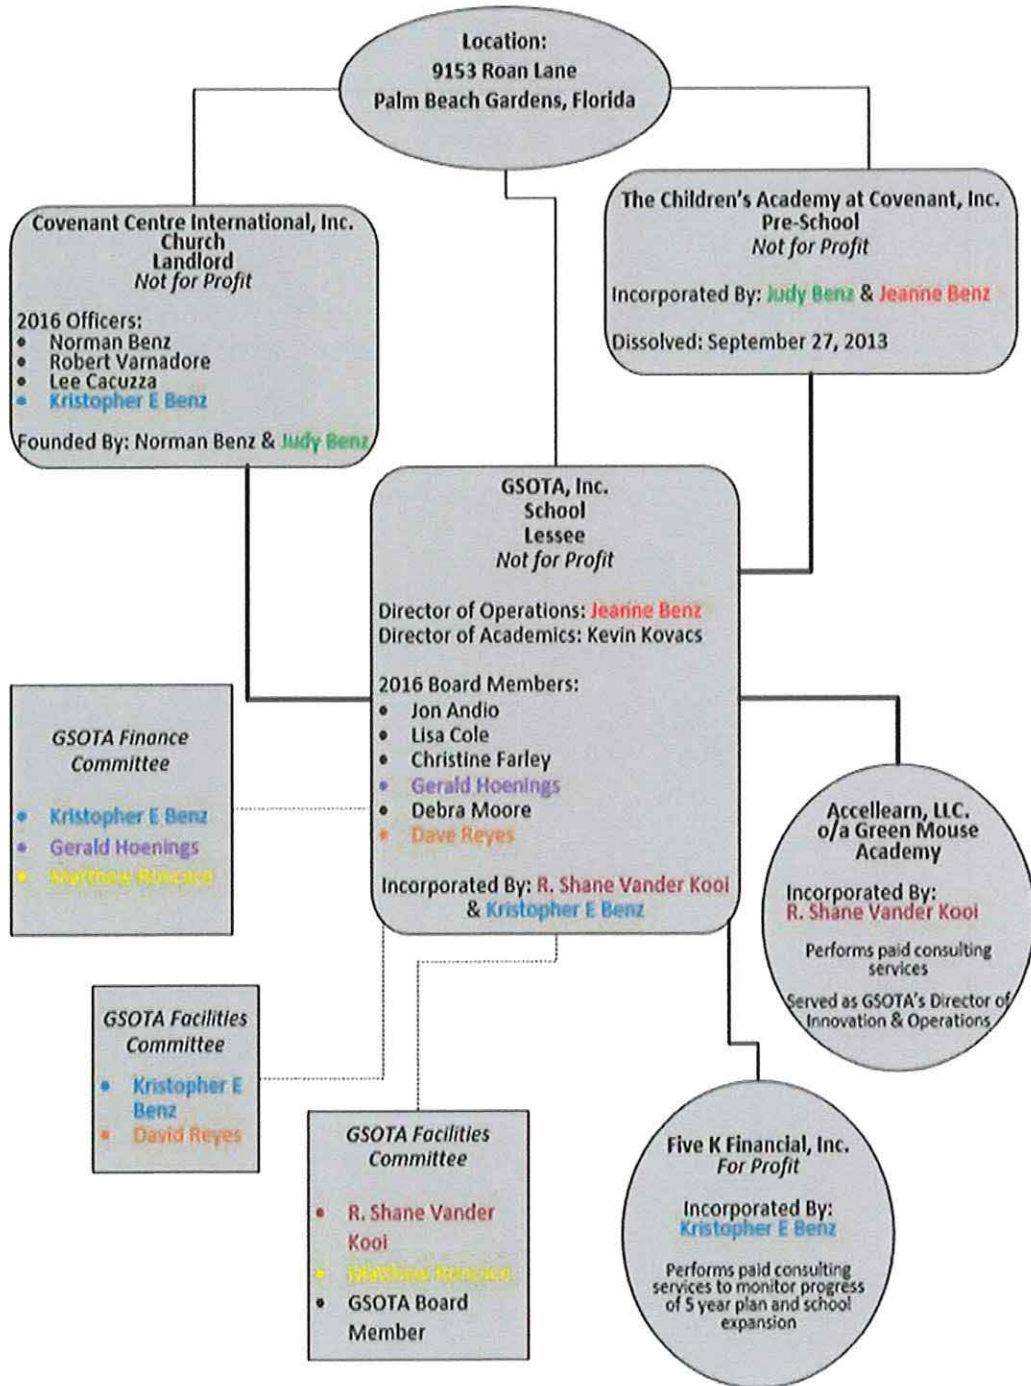 Location:
9153 Roan Lane
Palm Beach Gardens, Florida
Covenant Centre International, Inc.
Church
Landlord
Not for Profit
2016 Officers:
• Norman Benz
• Robert Varnadore
• Lee Cacuzza
• Kristopher E Benz
Founded By: Norman Benz & Judy Benz
The Children's Academy at Covenant, Inc.
Pre-School
Not for Profit
Incorporated By: Judy Benz & Jeanne Benz
Dissolved: September 27, 2013
GSOTA, Inc.
School
Lessee
Not for Profit
Director of Operations: Jeanne Benz
Director of Academics: Kevin Kovacs
2016 Board Members:
• Jon Andio
• Lisa Cole
• Christine Farley
• Gerald Hoenings
• Debra Moore
• Dave Reyes
Incorporated By: R. Shane Vander Kooi
& Kristopher E Benz
GSOTA Finance
Committee
• Kristopher E Benz
• Gerald Hoenings
• Matthew Roncace
Accellearn, LLC.
o/a Green Mouse
Academy
Incorporated By:
R. Shane Vander Kooi
Performs paid consulting
services
Served as GSOTA's Director of
Innovation & Operations
GSOTA Facilities
Committee
• Kristopher E
Benz
• David Reyes
GSOTA Facilities
Committee
• R. Shane Vander
Kooi
• Matthew Roncace
• GSOTA Board
Member
Five K Financial, Inc.
For Profit
Incorporated By:
Kristopher E Benz
Performs paid consulting
services to monitor progress
of 5 year plan and school
expansion